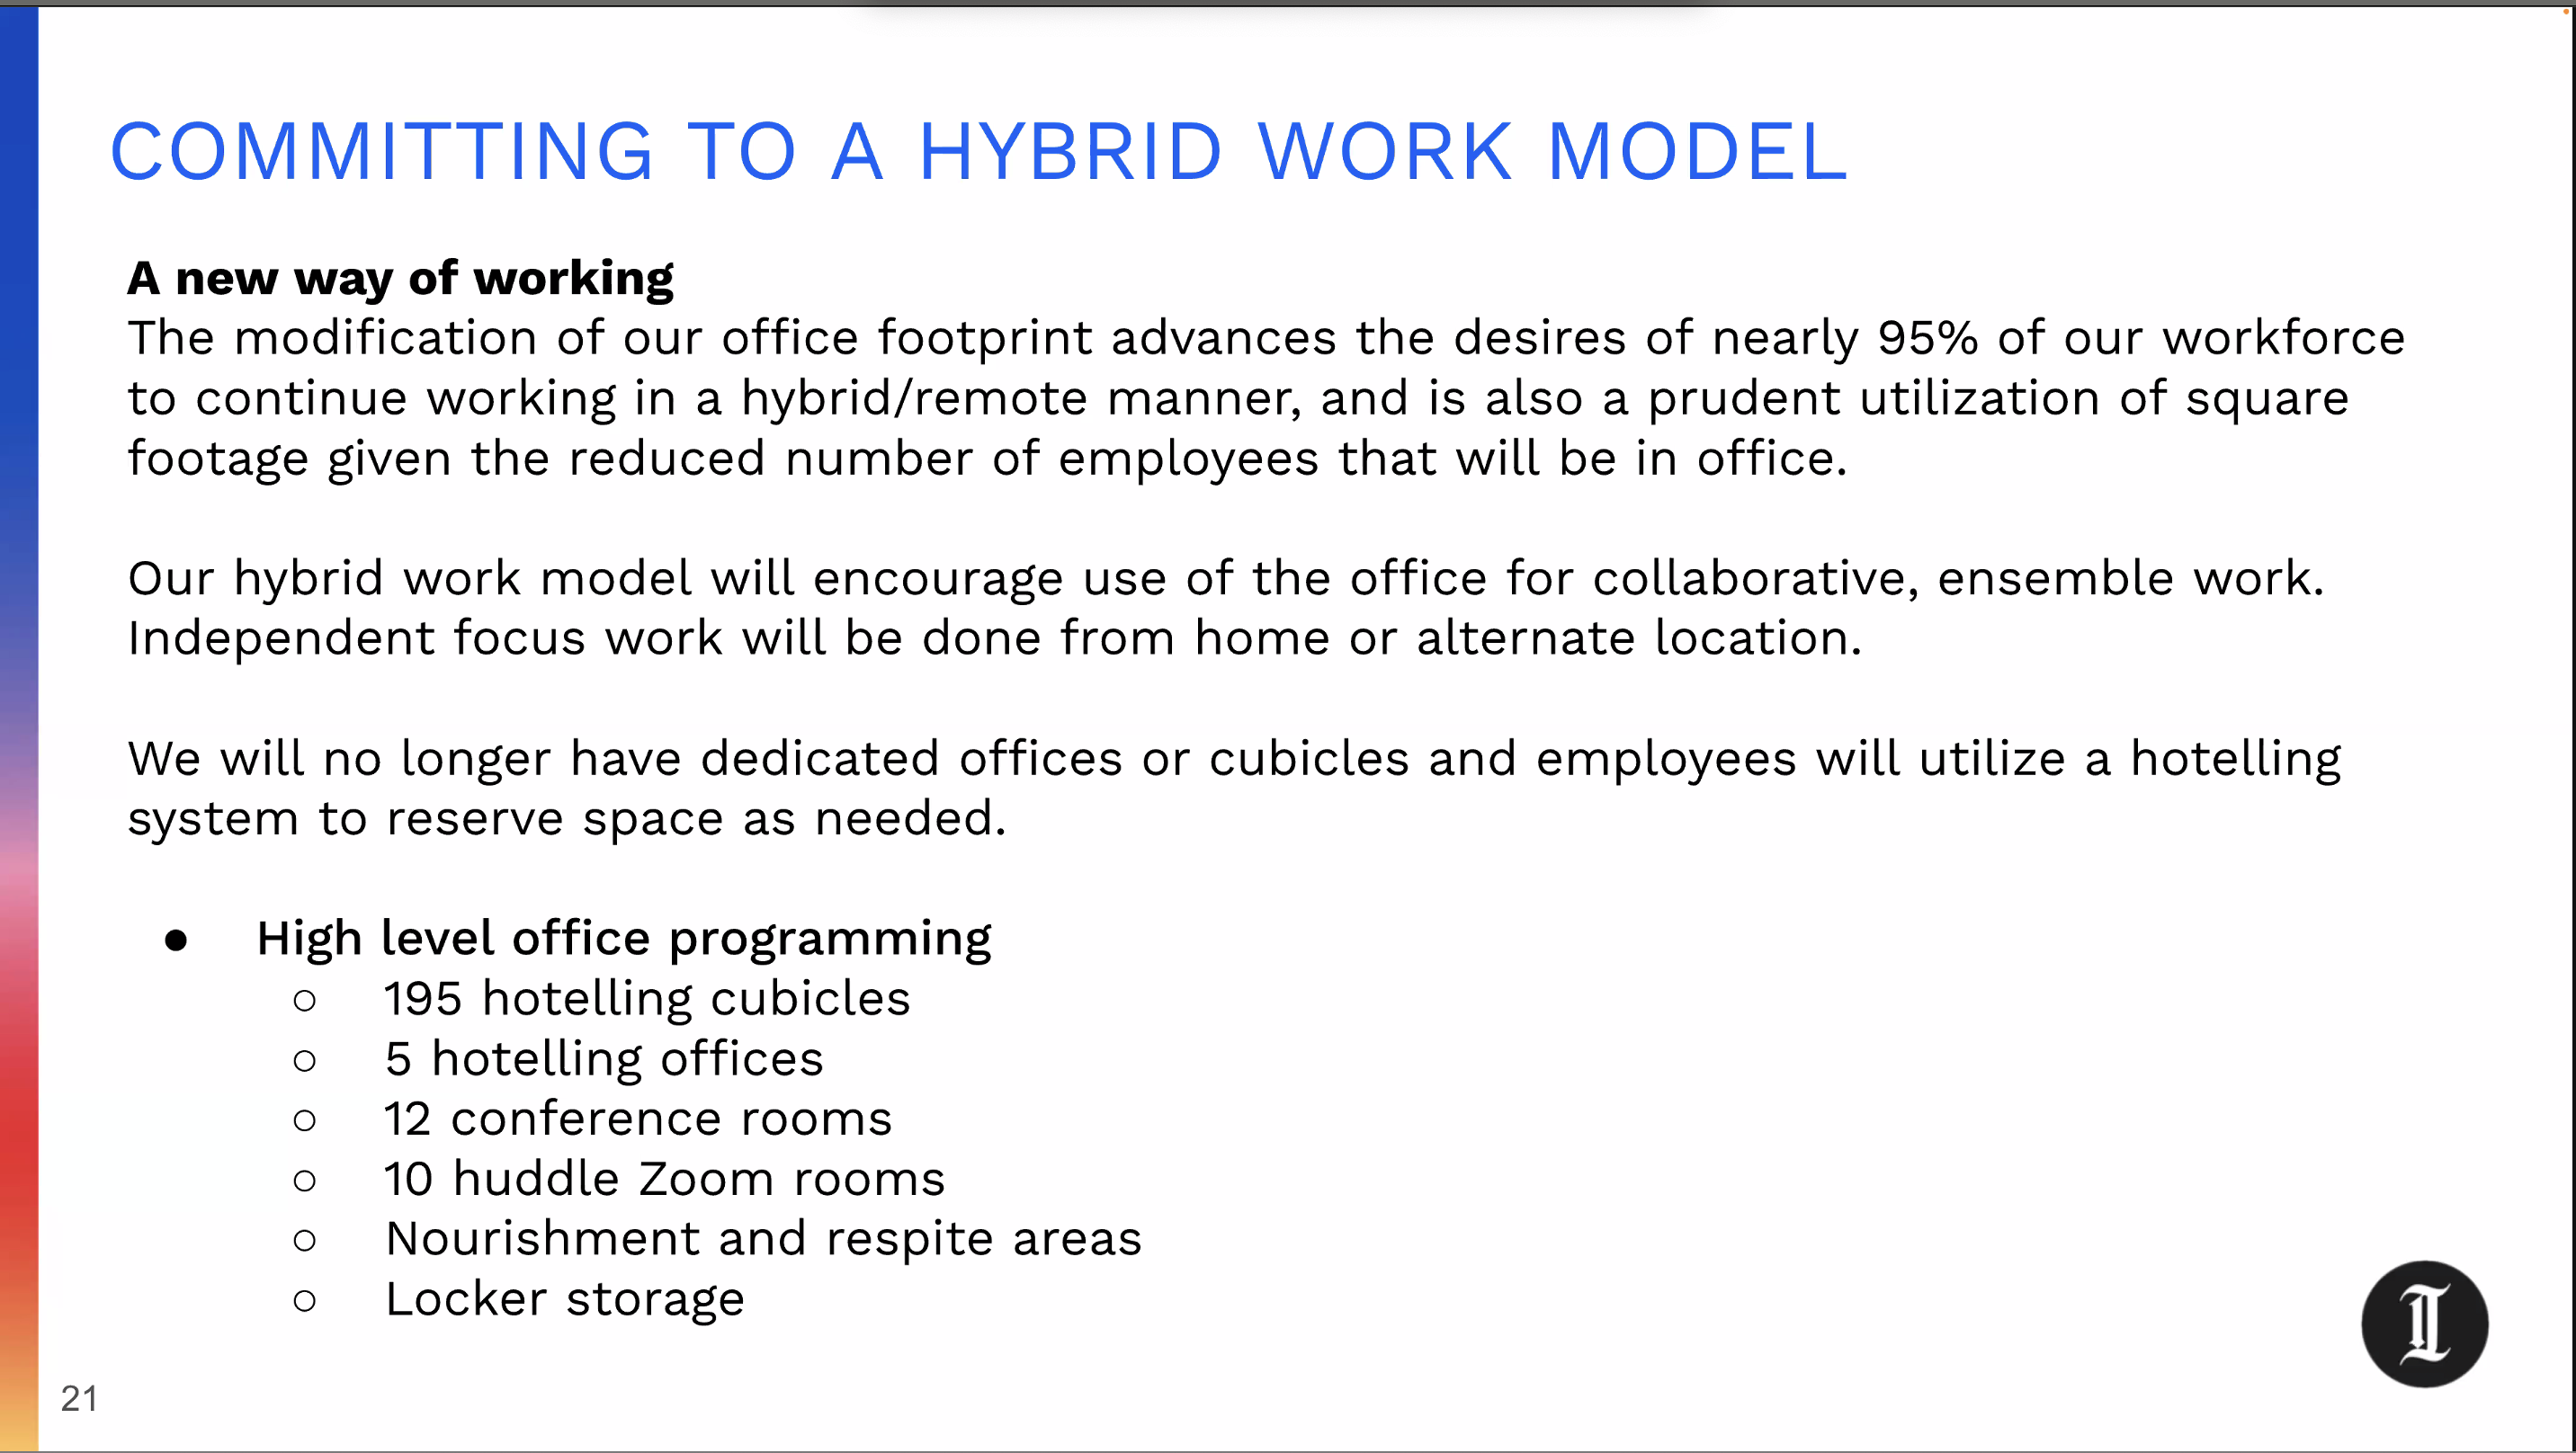 COMMITTING TO A HYBRID WORK MODEL
A new way of working
The modification of our office footprint advances the desires of nearly 95% of our workforce
to continue working in a hybrid/remote manner, and is also a prudent utilization of square
footage given the reduced number of employees that will be in office.
Our hybrid work model will encourage use of the office for collaborative, ensemble work.
Independent focus work will be done from home or alternate location.
We will no longer have dedicated offices or cubicles and employees will utilize a hotelling
system to reserve space as needed.
● High level office programming
○ 195 hotelling cubicles
○ 5 hotelling offices
○ 12 conference rooms
○ 10 huddle Zoom rooms
○ Nourishment and respite areas
○ Locker storage
I
21